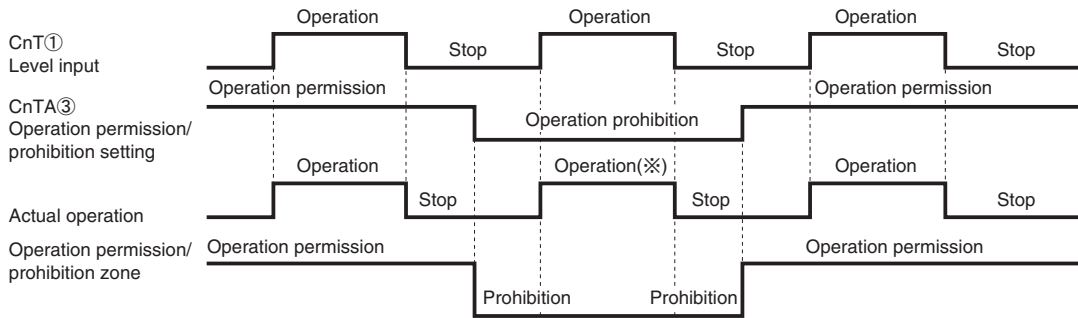 Operation Operation Operation
CnT①
Level input
Stop Stop Stop
Operation permission Operation permission
CnTA③
Operation permission/
prohibition setting
Operation prohibition
Operation Operation(※) Operation
Actual operation
Stop Stop Stop
Operation permission/
prohibition zone
Operation permission Operation permission
Prohibition Prohibition